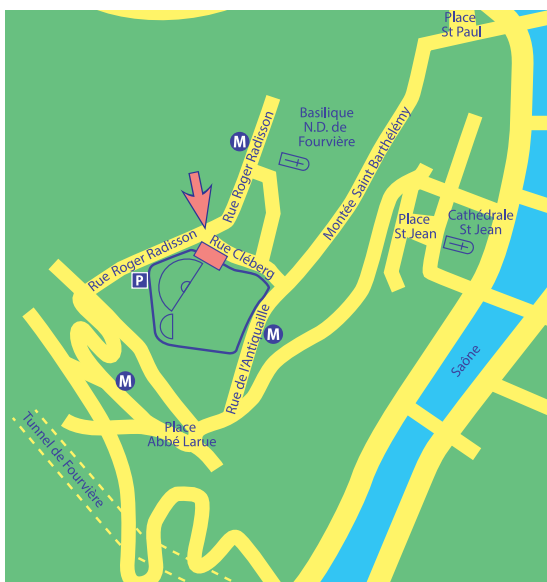 Place
St Paul
Basilique
N.D. de
Fourvière
M
Rue Roger Radisson
Montée Saint Barthélémy
Place
St Jean
Cathédrale
St Jean
Rue Roger Radisson
Rue Cléberg
P
M
Rue de l'Antiquaille
Saône
M
Place
Abbé Larue
Tunnel de Fourvière